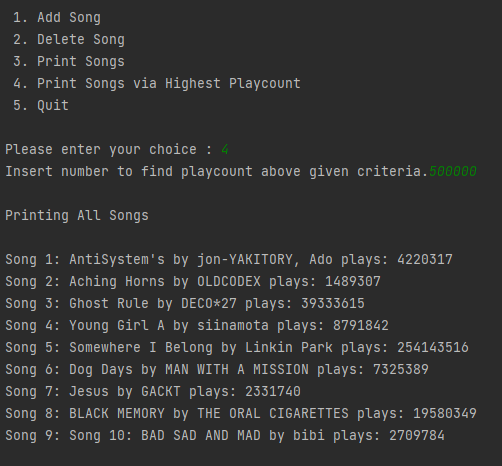 1. Add Song
2. Delete Song
3. Print Songs
4. Print Songs via Highest Playcount
5. Quit
Please enter your choice : 4
Insert number to find playcount above given criteria.500000
Printing All Songs
Song 1: AntiSystem's by jon-YAKITORY, Ado plays: 4220317
Song 2: Aching Horns by OLDCODEX plays: 1489307
Song 3: Ghost Rule by DECO*27 plays: 39333615
Song 4: Young Girl A by siinamota plays: 8791842
Song 5: Somewhere I Belong by Linkin Park plays: 254143516
Song 6: Dog Days by MAN WITH A MISSION plays: 7325389
Song 7: Jesus by GACKT plays: 2331740
Song 8: BLACK MEMORY by THE ORAL CIGARETTES plays: 19580349
Song 9: Song 10: BAD SAD AND MAD by bibi plays: 2709784